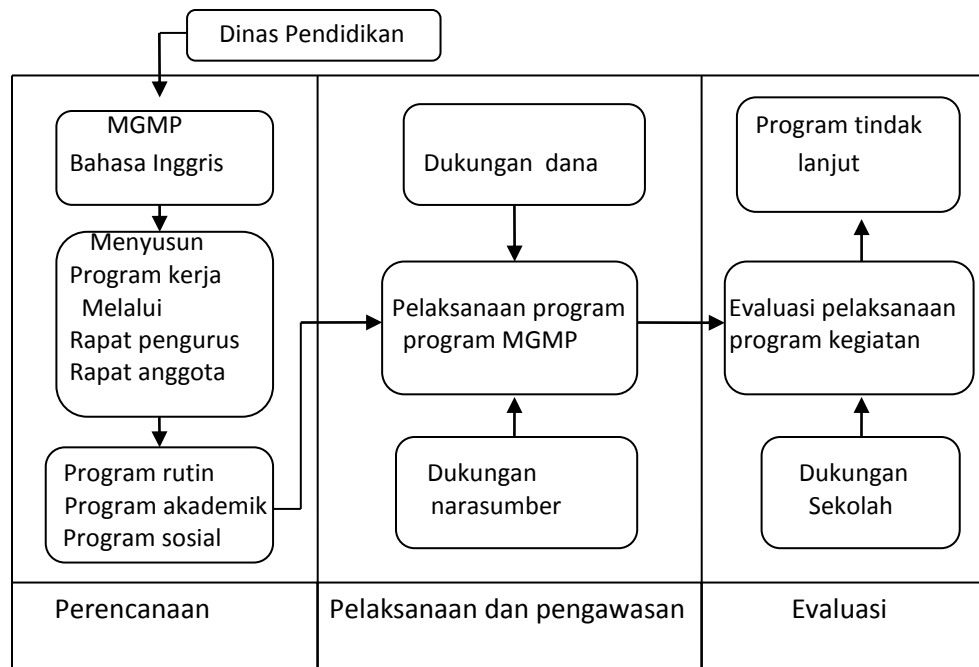 Dinas Pendidikan
MGMP
Bahasa Inggris
Menyusun
Program kerja
Melalui
Rapat pengurus
Rapat anggota
Program rutin
Program akademik
Program sosial
Perencanaan
Dukungan dana
Pelaksanaan program
program MGMP
Dukungan
narasumber
Pelaksanaan dan pengawasan
Program tindak
lanjut
Evaluasi pelaksanaan
program kegiatan
Dukungan
Sekolah
Evaluasi